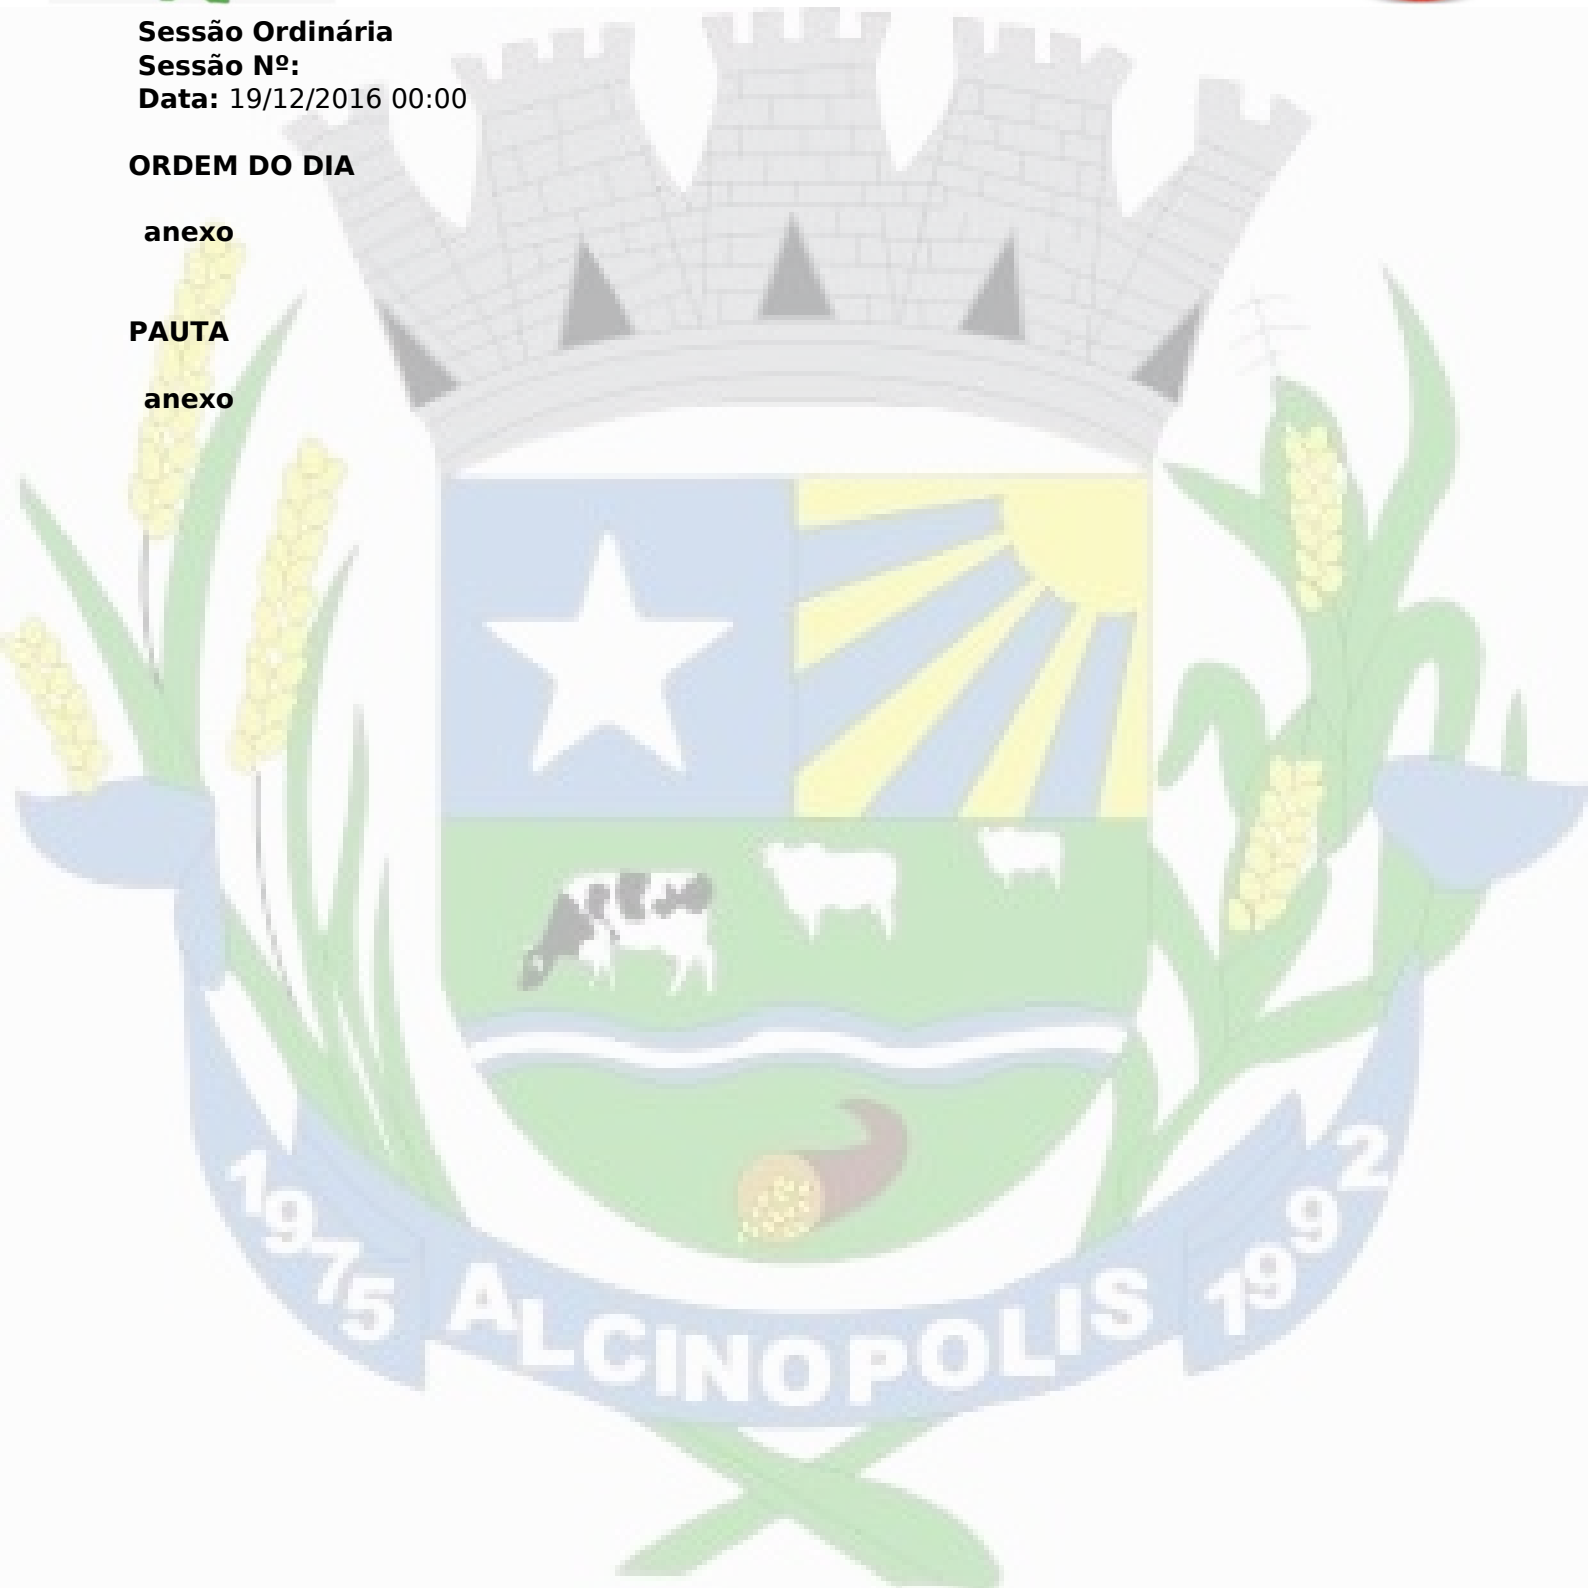 Sessão Ordinária
Sessão Nº:
Data: 19/12/2016 00:00
ORDEM DO DIA
anexo
PAUTA
anexo
1975 ALCINOPOLIS 1992